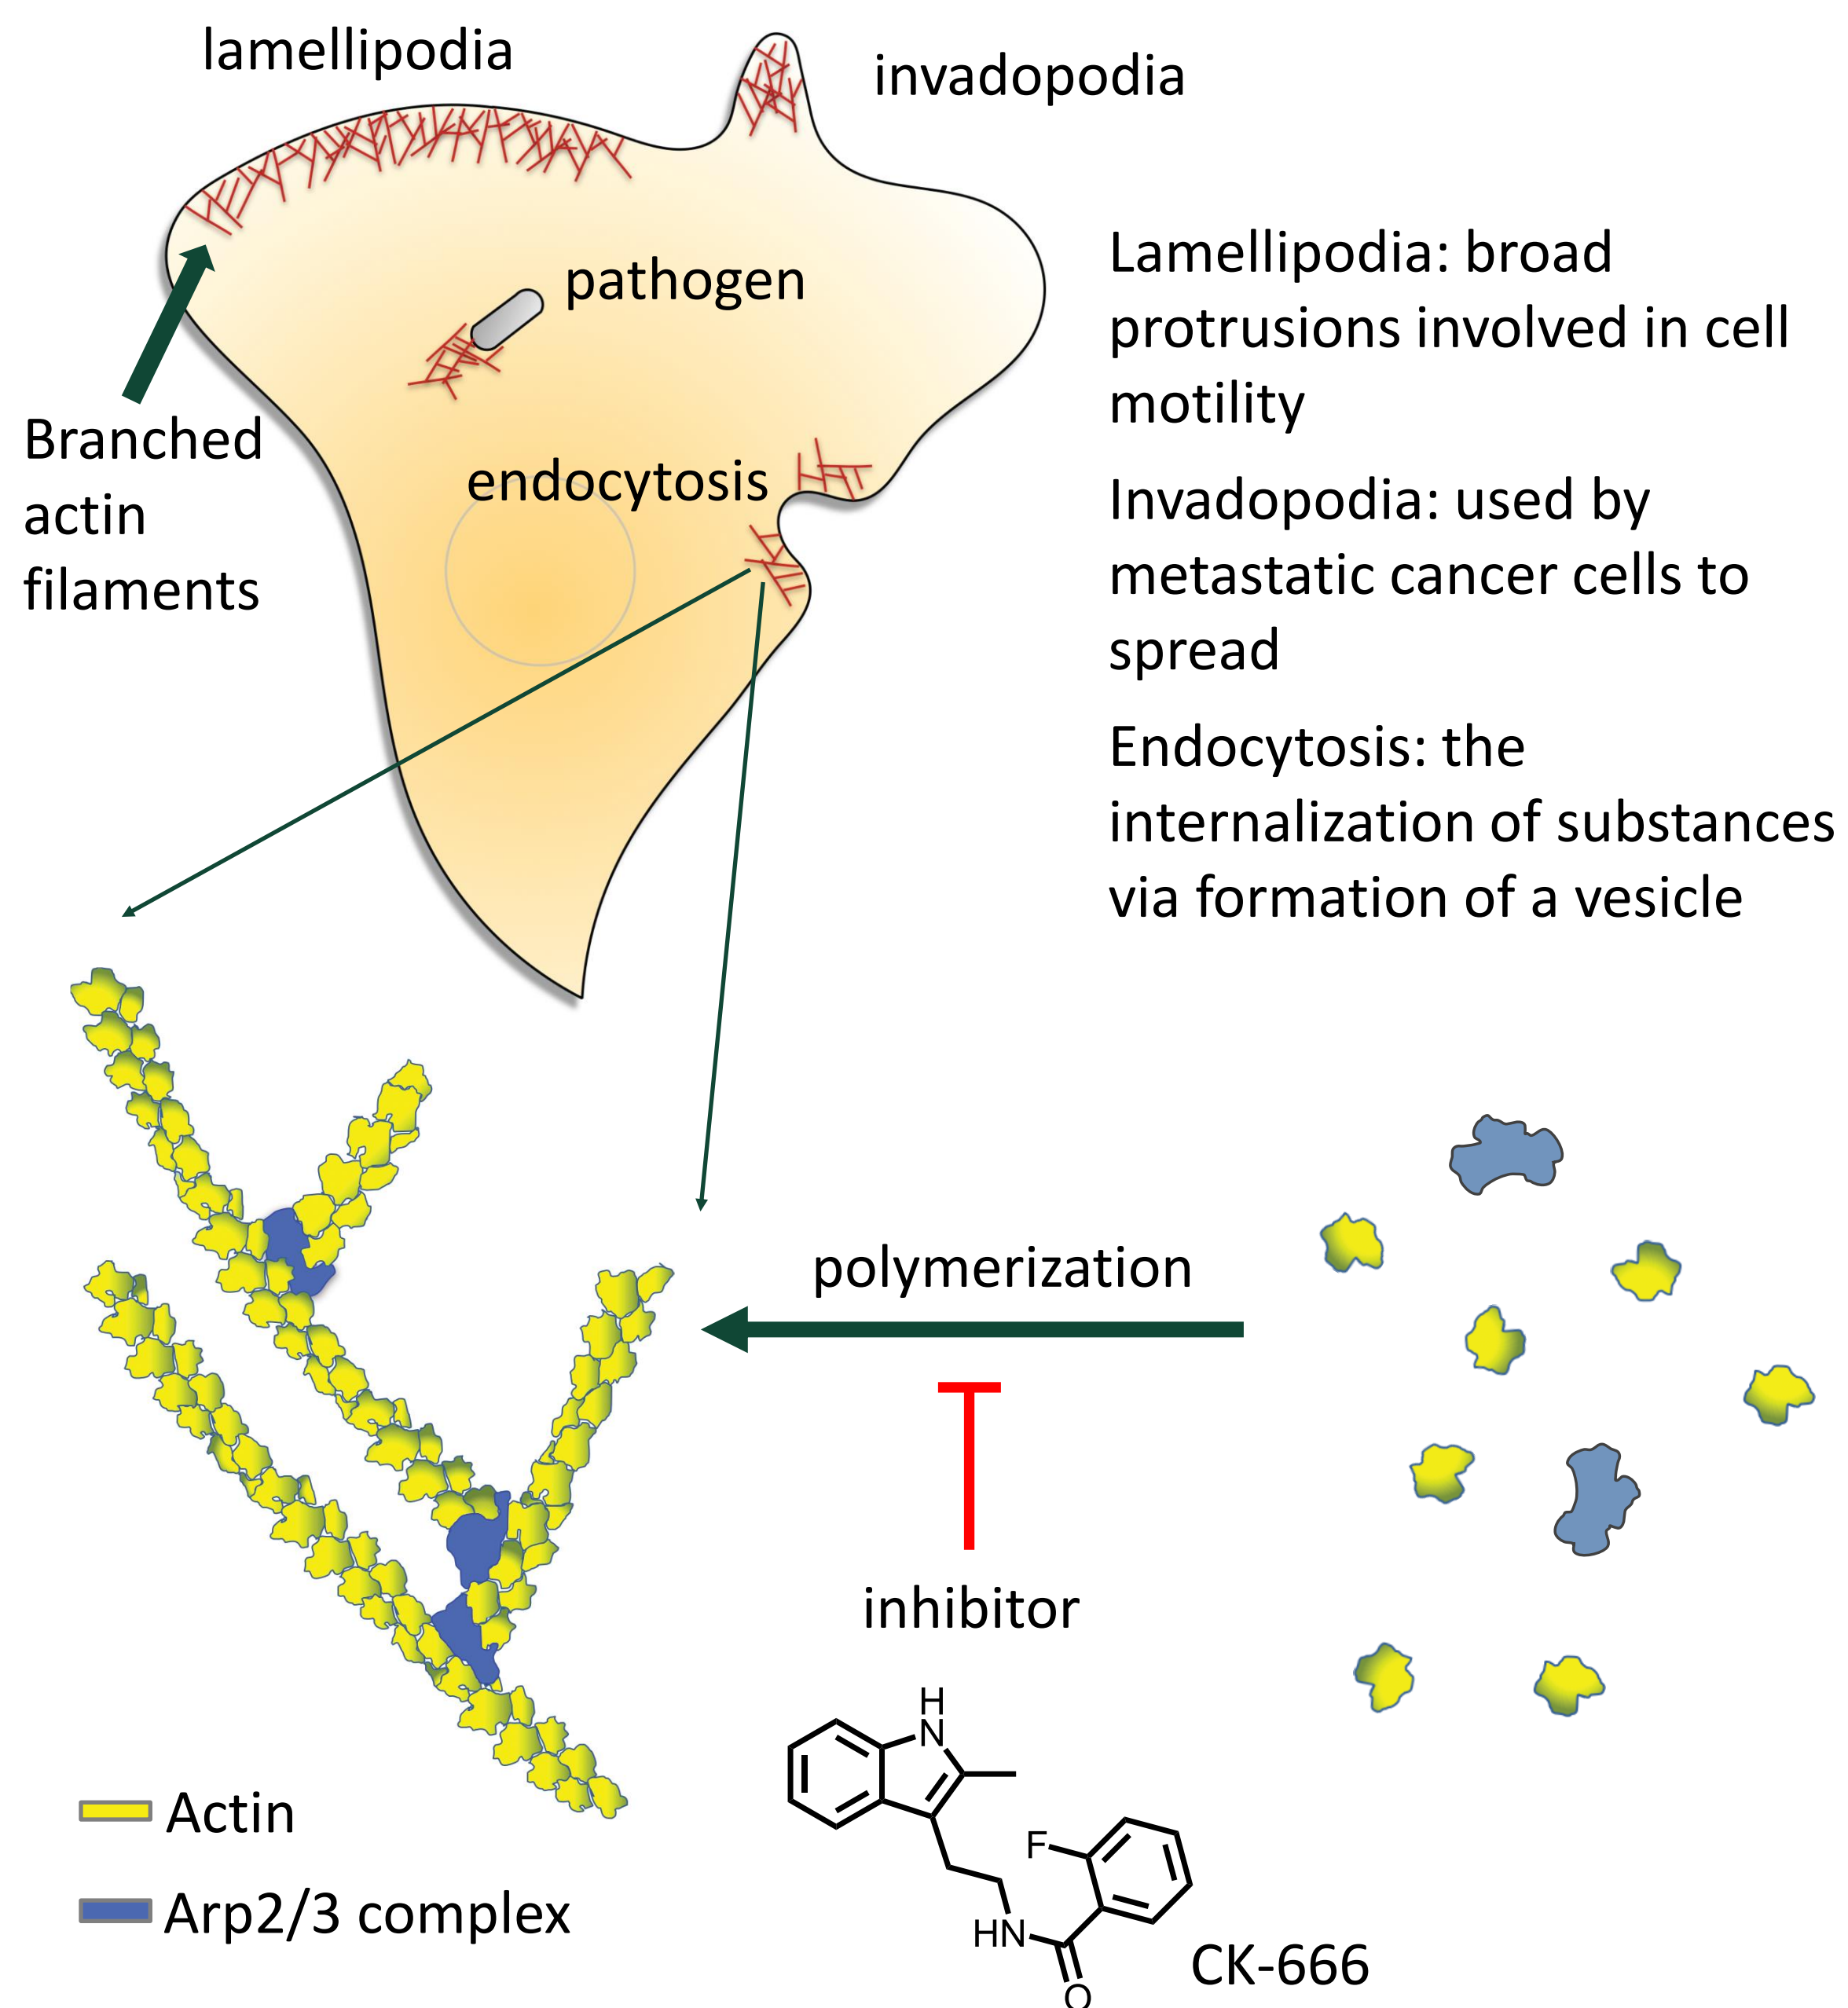 lamellipodia
invadopodia
pathogen
Branched
actin
filaments
endocytosis
Lamellipodia: broad
protrusions involved in cell
motility
Invadopodia: used by
metastatic cancer cells to
spread
Endocytosis: the
internalization of substances
via formation of a vesicle
polymerization
inhibitor
H
N
F
HN
O
CK-666
Actin
Arp2/3 complex